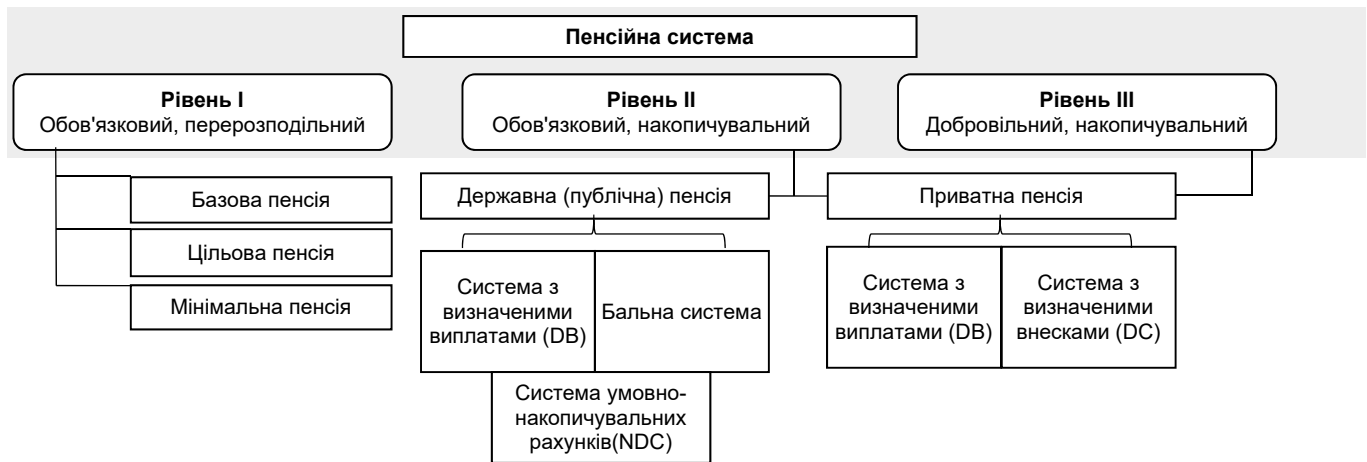 Пенсійна система
Рівень I
Обов'язковий, перерозподільний
Рівень II
Обов'язковий, накопичувальний
Рівень III
Добровільний, накопичувальний
Базова пенсія
Цільова пенсія
Мінімальна пенсія
Державна (публічна) пенсія
Система з
визначеними
виплатами (DB)
Бальна система
Система умовно-
накопичувальних
рахунків(NDC)
Приватна пенсія
Система з
визначеними
виплатами (DB)
Система з
визначеними
внесками (DC)